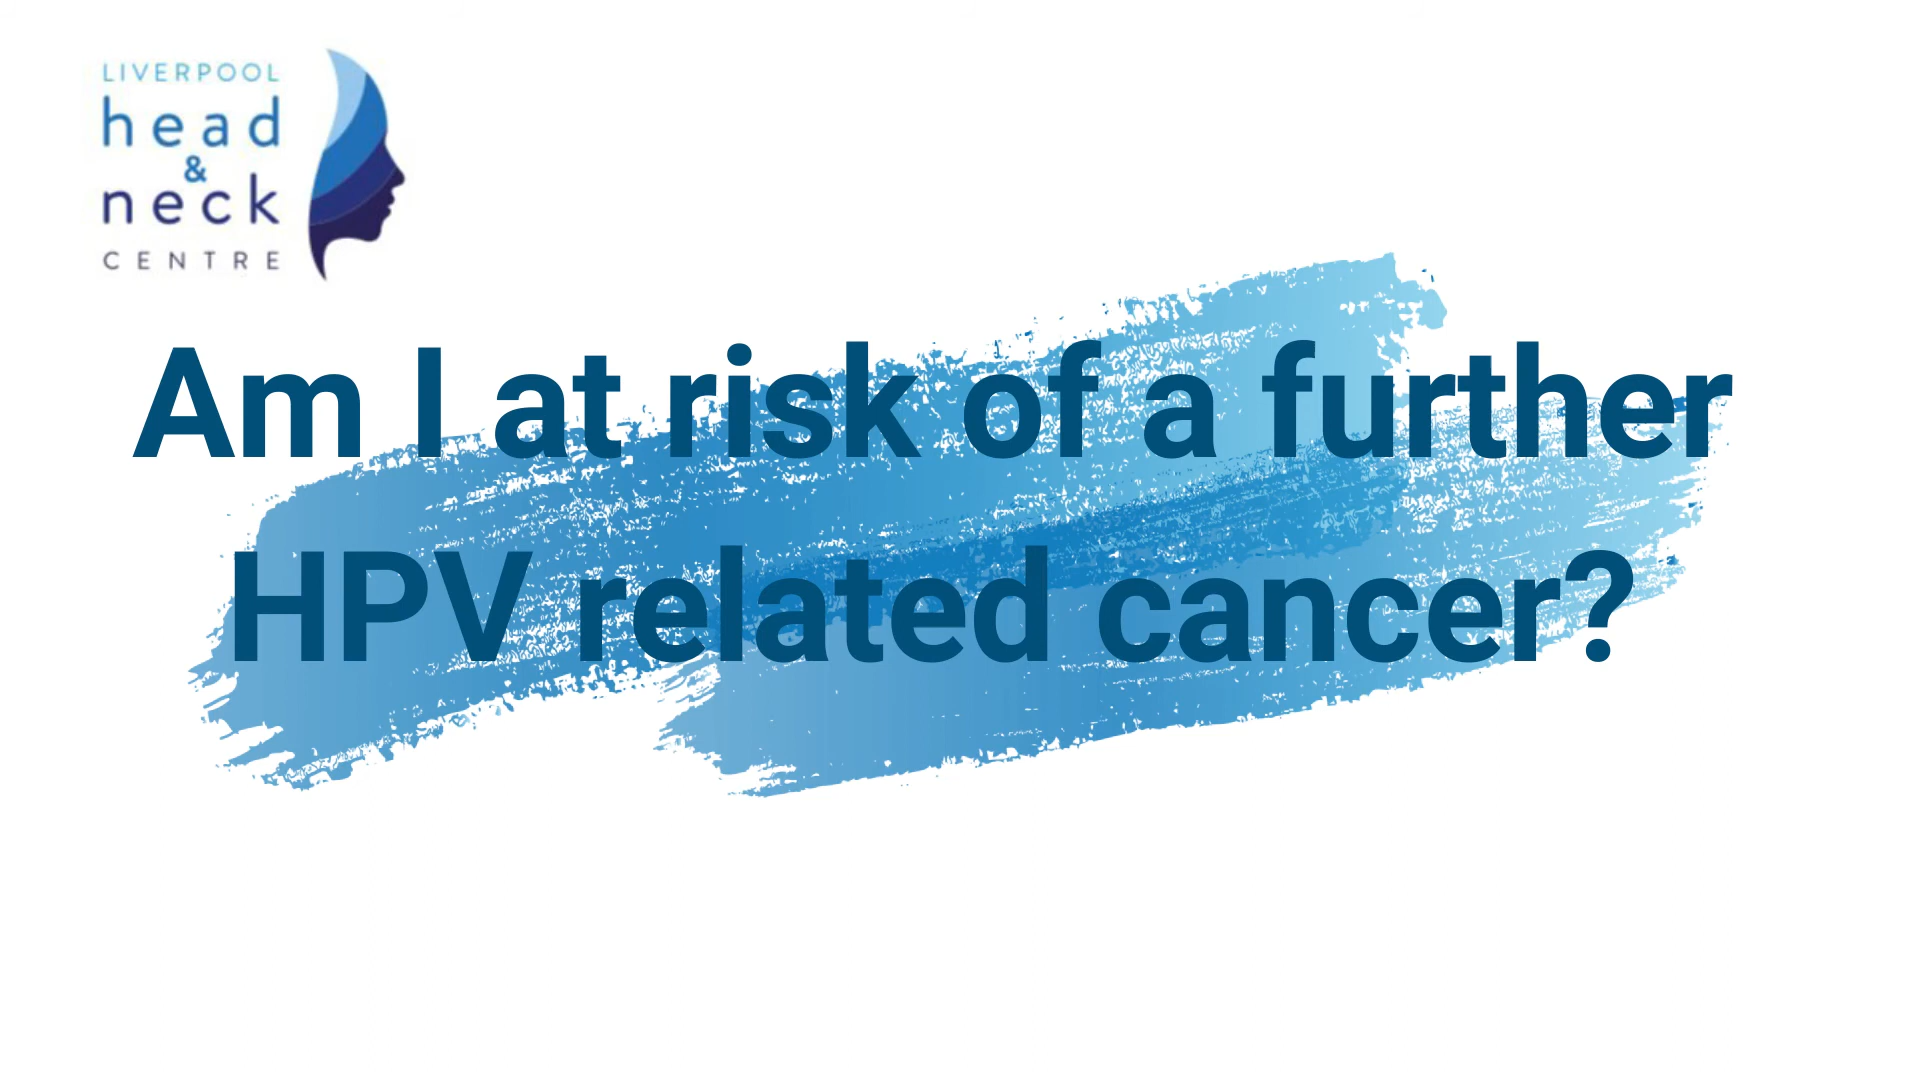 LIVERPOOL
head
&
neck
CENTRE
Am I at risk of a further
HPV related cancer?